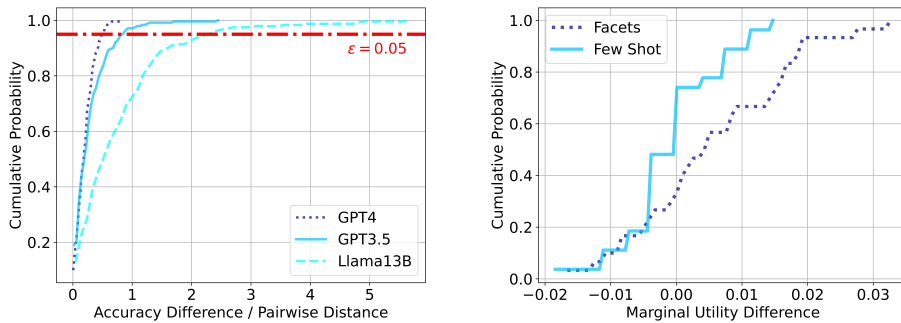 1.0
0.8
0.6
0.4
0.2
Cumulative Probability
ε = 0.05
GPT4
GPT3.5
Llama13B
0 1 2 3 4 5
Accuracy Difference / Pairwise Distance
1.0
0.8
0.6
0.4
0.2
0.0
Cumulative Probability
Facets
Few Shot
−0.02 −0.01 0.00 0.01 0.02 0.03
Marginal Utility Difference